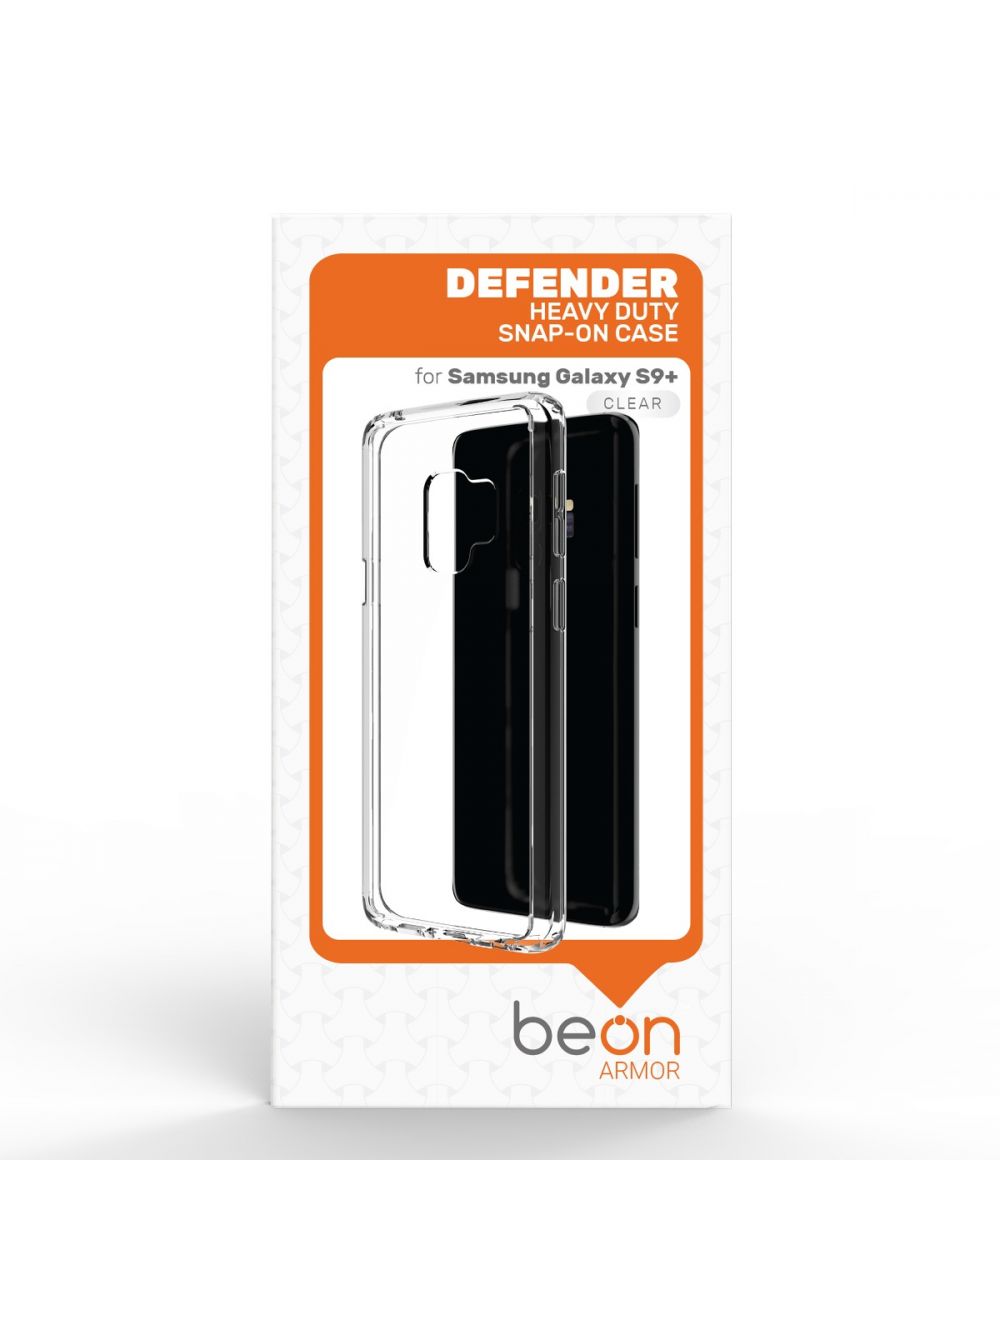 DEFENDER
HEAVY DUTY
SNAP-ON CASE
for Samsung Galaxy S9+
CLEAR
beon
ARMOR